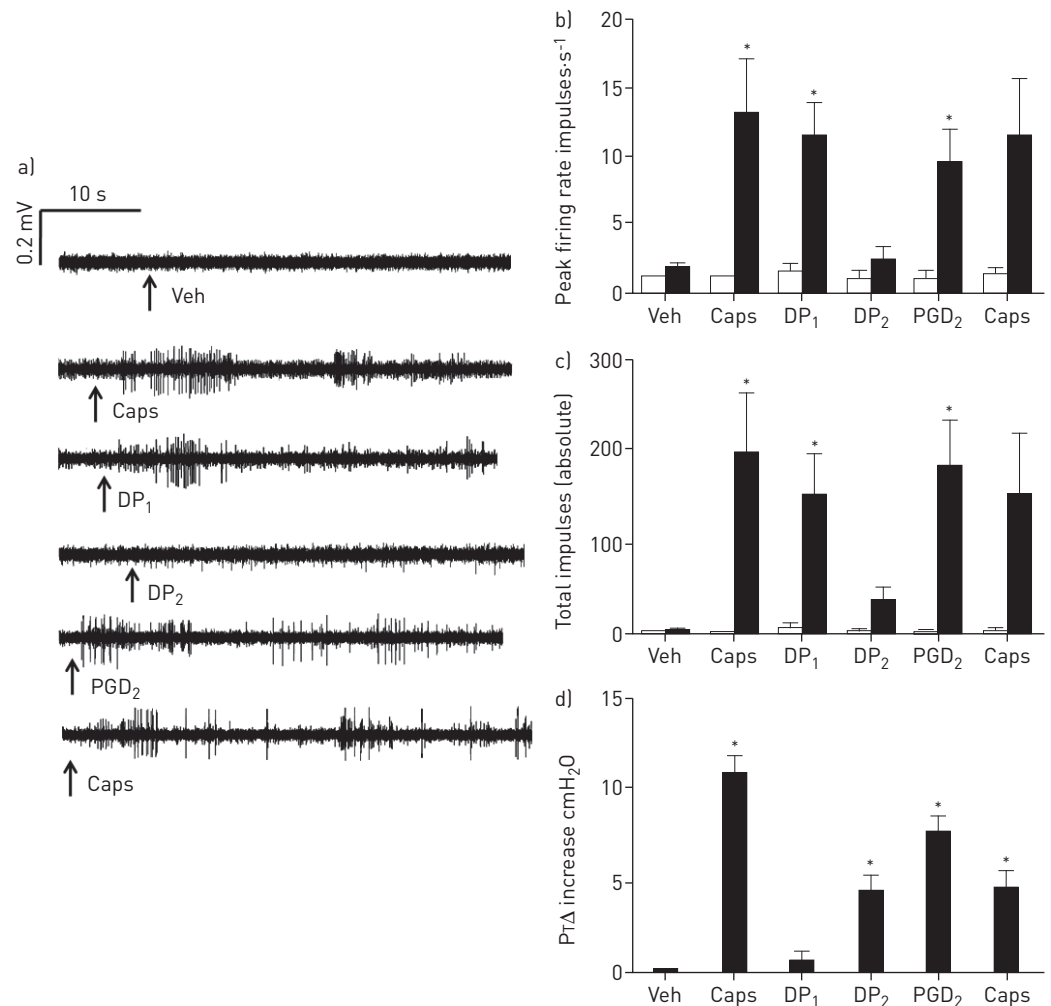 a)
10 s
0.2 mV
Veh
Caps
DP₁
DP₂
PGD₂
Caps
b)
Peak firing rate impulses·s⁻¹
20
15
10
5
0
* * *
Veh Caps DP₁ DP₂ PGD₂ Caps
c)
Total impulses (absolute)
300
200
100
0
* * *
Veh Caps DP₁ DP₂ PGD₂ Caps
d)
PTΔ increase cmH₂O
15
10
5
0
* * * *
Veh Caps DP₁ DP₂ PGD₂ Caps